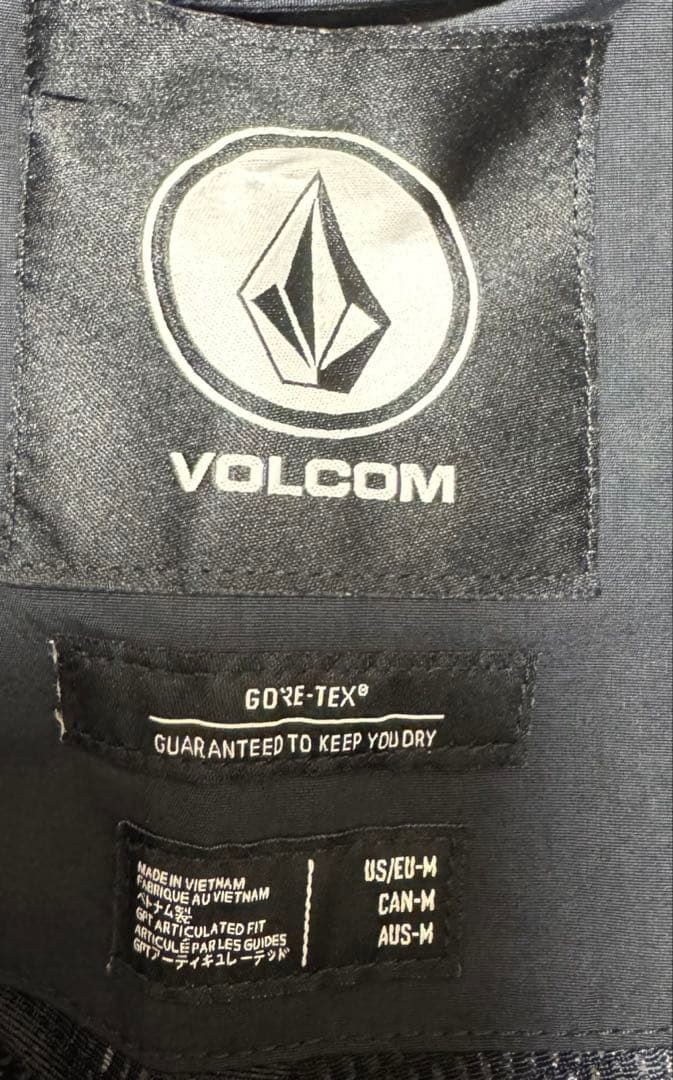 VOLCOM
GORE-TEX®
GUARANTEED TO KEEP YOU DRY
MADE IN VIETNAM
FABRIQUE AU VIETNAM
ベトナム製
GPT ARTICULATED FIT
ARTICULÉ PAR LES GUIDES
GPTアーティキュレーテッド
US/EU-M
CAN-M
AUS-M